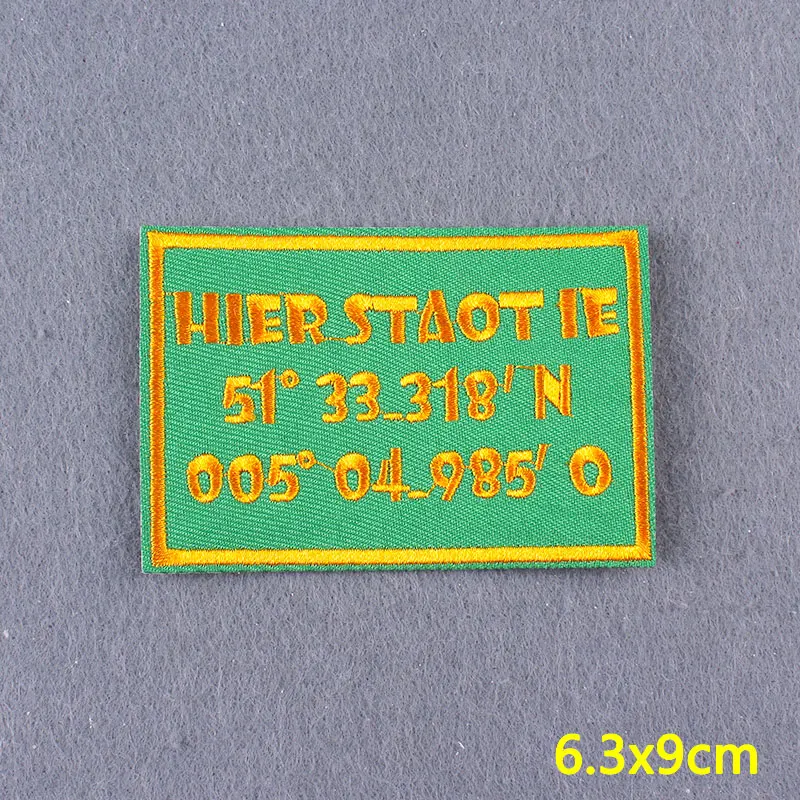 HIER STAOT IE
51° 33.318' N
005° 04.985' O
6.3x9cm